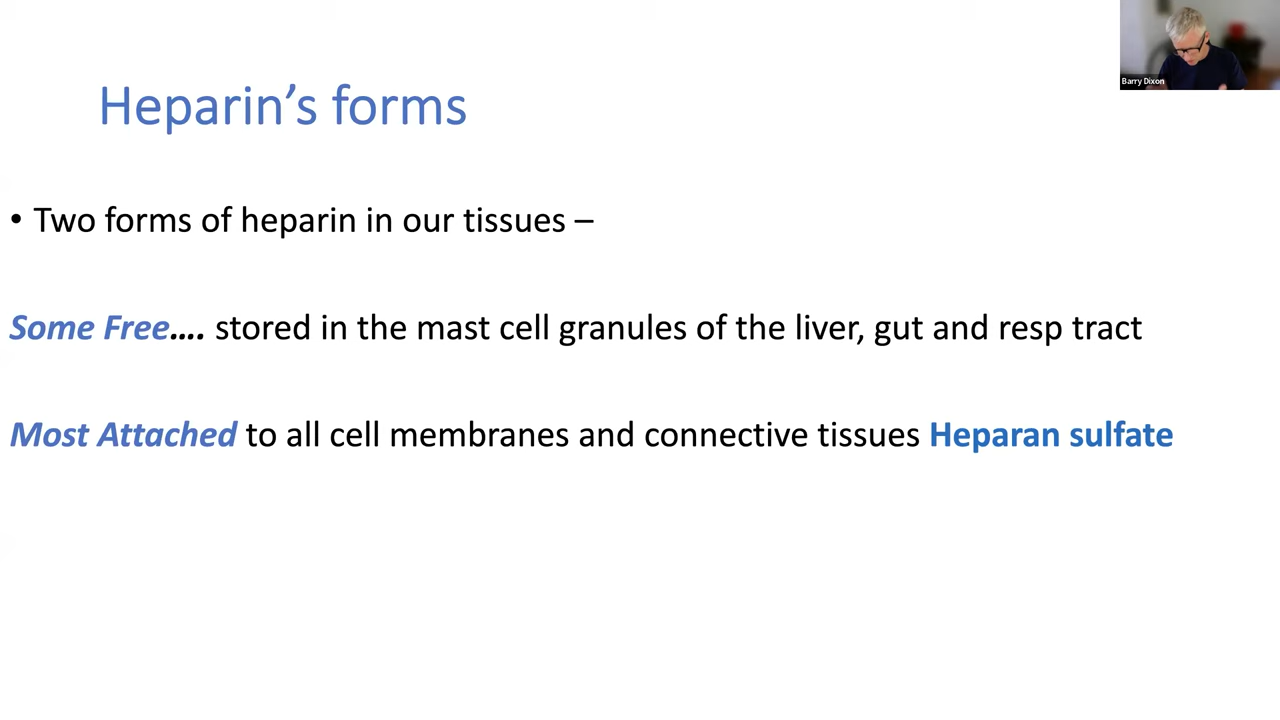 Barry Dixon
Heparin’s forms
• Two forms of heparin in our tissues –
Some Free…. stored in the mast cell granules of the liver, gut and resp tract
Most Attached to all cell membranes and connective tissues Heparan sulfate